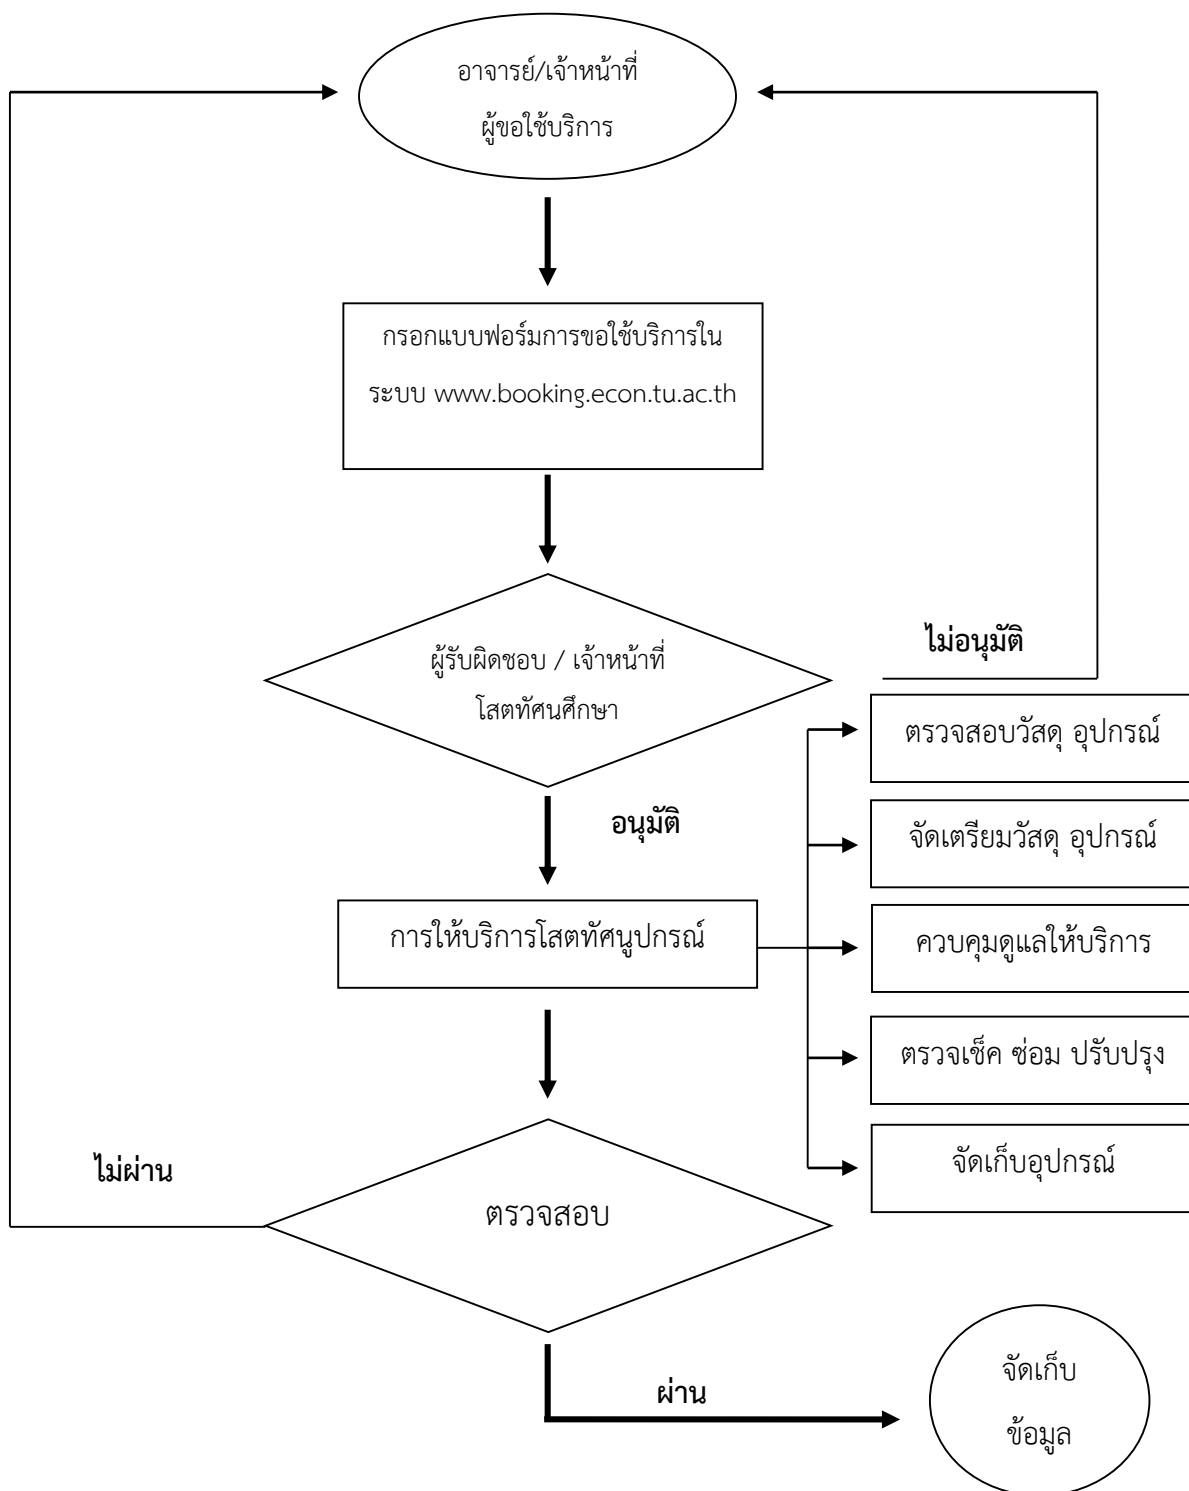 อาจารย์/เจ้าหน้าที่
ผู้ขอใช้บริการ
กรอกแบบฟอร์มการขอใช้บริการใน
ระบบ www.booking.econ.tu.ac.th
ไม่อนุมัติ
ผู้รับผิดชอบ / เจ้าหน้าที่
โสตทัศนศึกษา
ตรวจสอบวัสดุ อุปกรณ์
อนุมัติ
จัดเตรียมวัสดุ อุปกรณ์
การให้บริการโสตทัศนูปกรณ์
ควบคุมดูแลให้บริการ
ตรวจเช็ค ซ่อม ปรับปรุง
จัดเก็บอุปกรณ์
ไม่ผ่าน
ตรวจสอบ
ผ่าน
จัดเก็บ
ข้อมูล